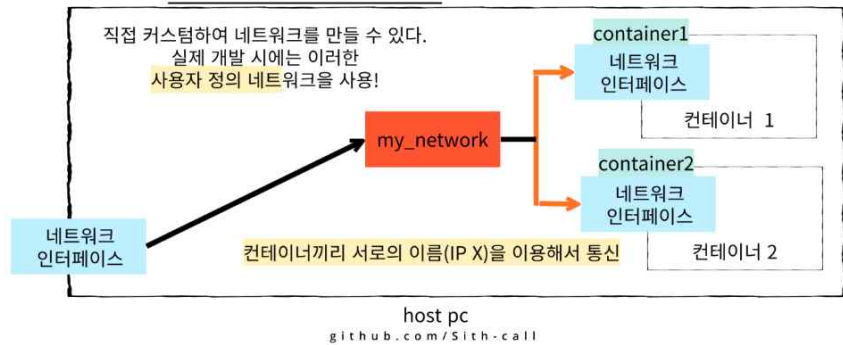 직접 커스텀하여 네트워크를 만들 수 있다.
실제 개발 시에는 이러한
사용자 정의 네트워크을 사용!
container1
네트워크
인터페이스
컨테이너 1
my_network
container2
네트워크
인터페이스
컨테이너 2
네트워크
인터페이스
컨테이너끼리 서로의 이름(IP X)을 이용해서 통신
host pc
github.com/Sith-call